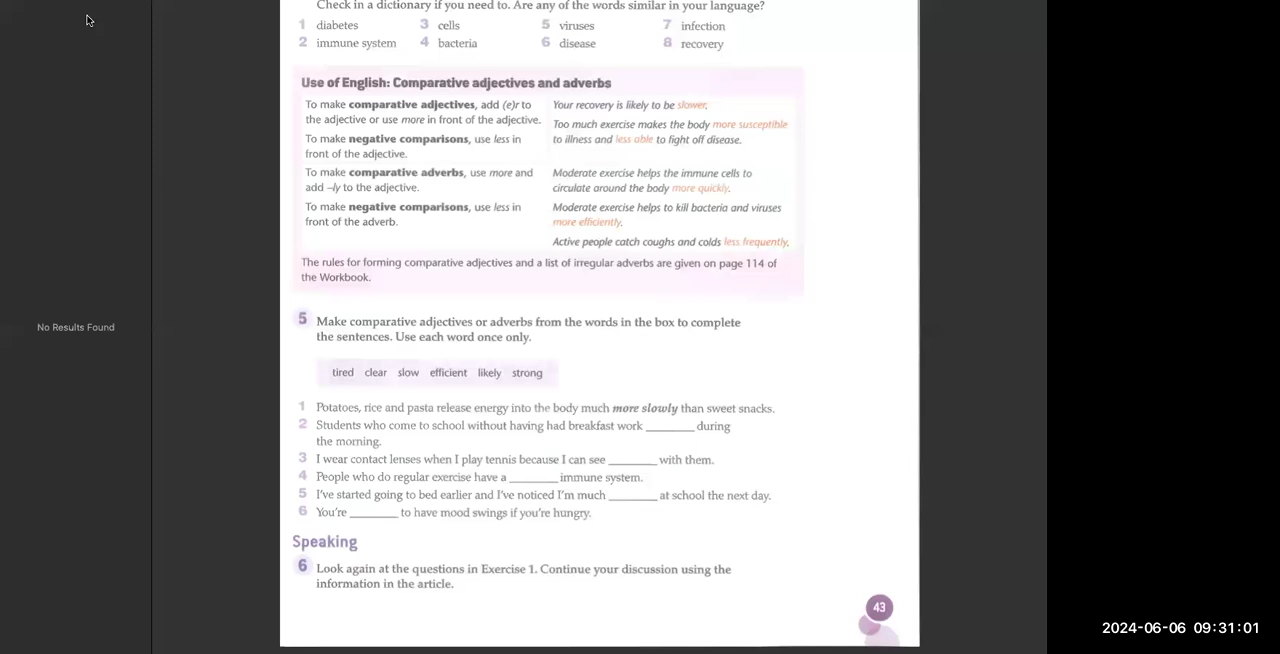 Check in a dictionary if you need to. Are any of the words similar in your language?
1 diabetes 3 cells 5 viruses 7 infection
2 immune system 4 bacteria 6 disease 8 recovery
Use of English: Comparative adjectives and adverbs
To make comparative adjectives, add (e)r to
the adjective or use more in front of the adjective.
To make negative comparisons, use less in
front of the adjective.
Your recovery is likely to be slower.
Too much exercise makes the body more susceptible
to illness and less able to fight off disease.
To make comparative adverbs, use more and
add –ly to the adjective.
To make negative comparisons, use less in
front of the adverb.
Moderate exercise helps the immune cells to
circulate around the body more quickly.
Moderate exercise helps to kill bacteria and viruses
more efficiently.
Active people catch coughs and colds less frequently.
The rules for forming comparative adjectives and a list of irregular adverbs are given on page 114 of
the Workbook.
5 Make comparative adjectives or adverbs from the words in the box to complete
the sentences. Use each word once only.
tired clear slow efficient likely strong
1 Potatoes, rice and pasta release energy into the body much more slowly than sweet snacks.
2 Students who come to school without having had breakfast work ________ during
the morning.
3 I wear contact lenses when I play tennis because I can see ________ with them.
4 People who do regular exercise have a ________ immune system.
5 I've started going to bed earlier and I've noticed I'm much ________ at school the next day.
6 You're ________ to have mood swings if you're hungry.
Speaking
6 Look again at the questions in Exercise 1. Continue your discussion using the
information in the article.
43
No Results Found
2024-06-06 09:31:01